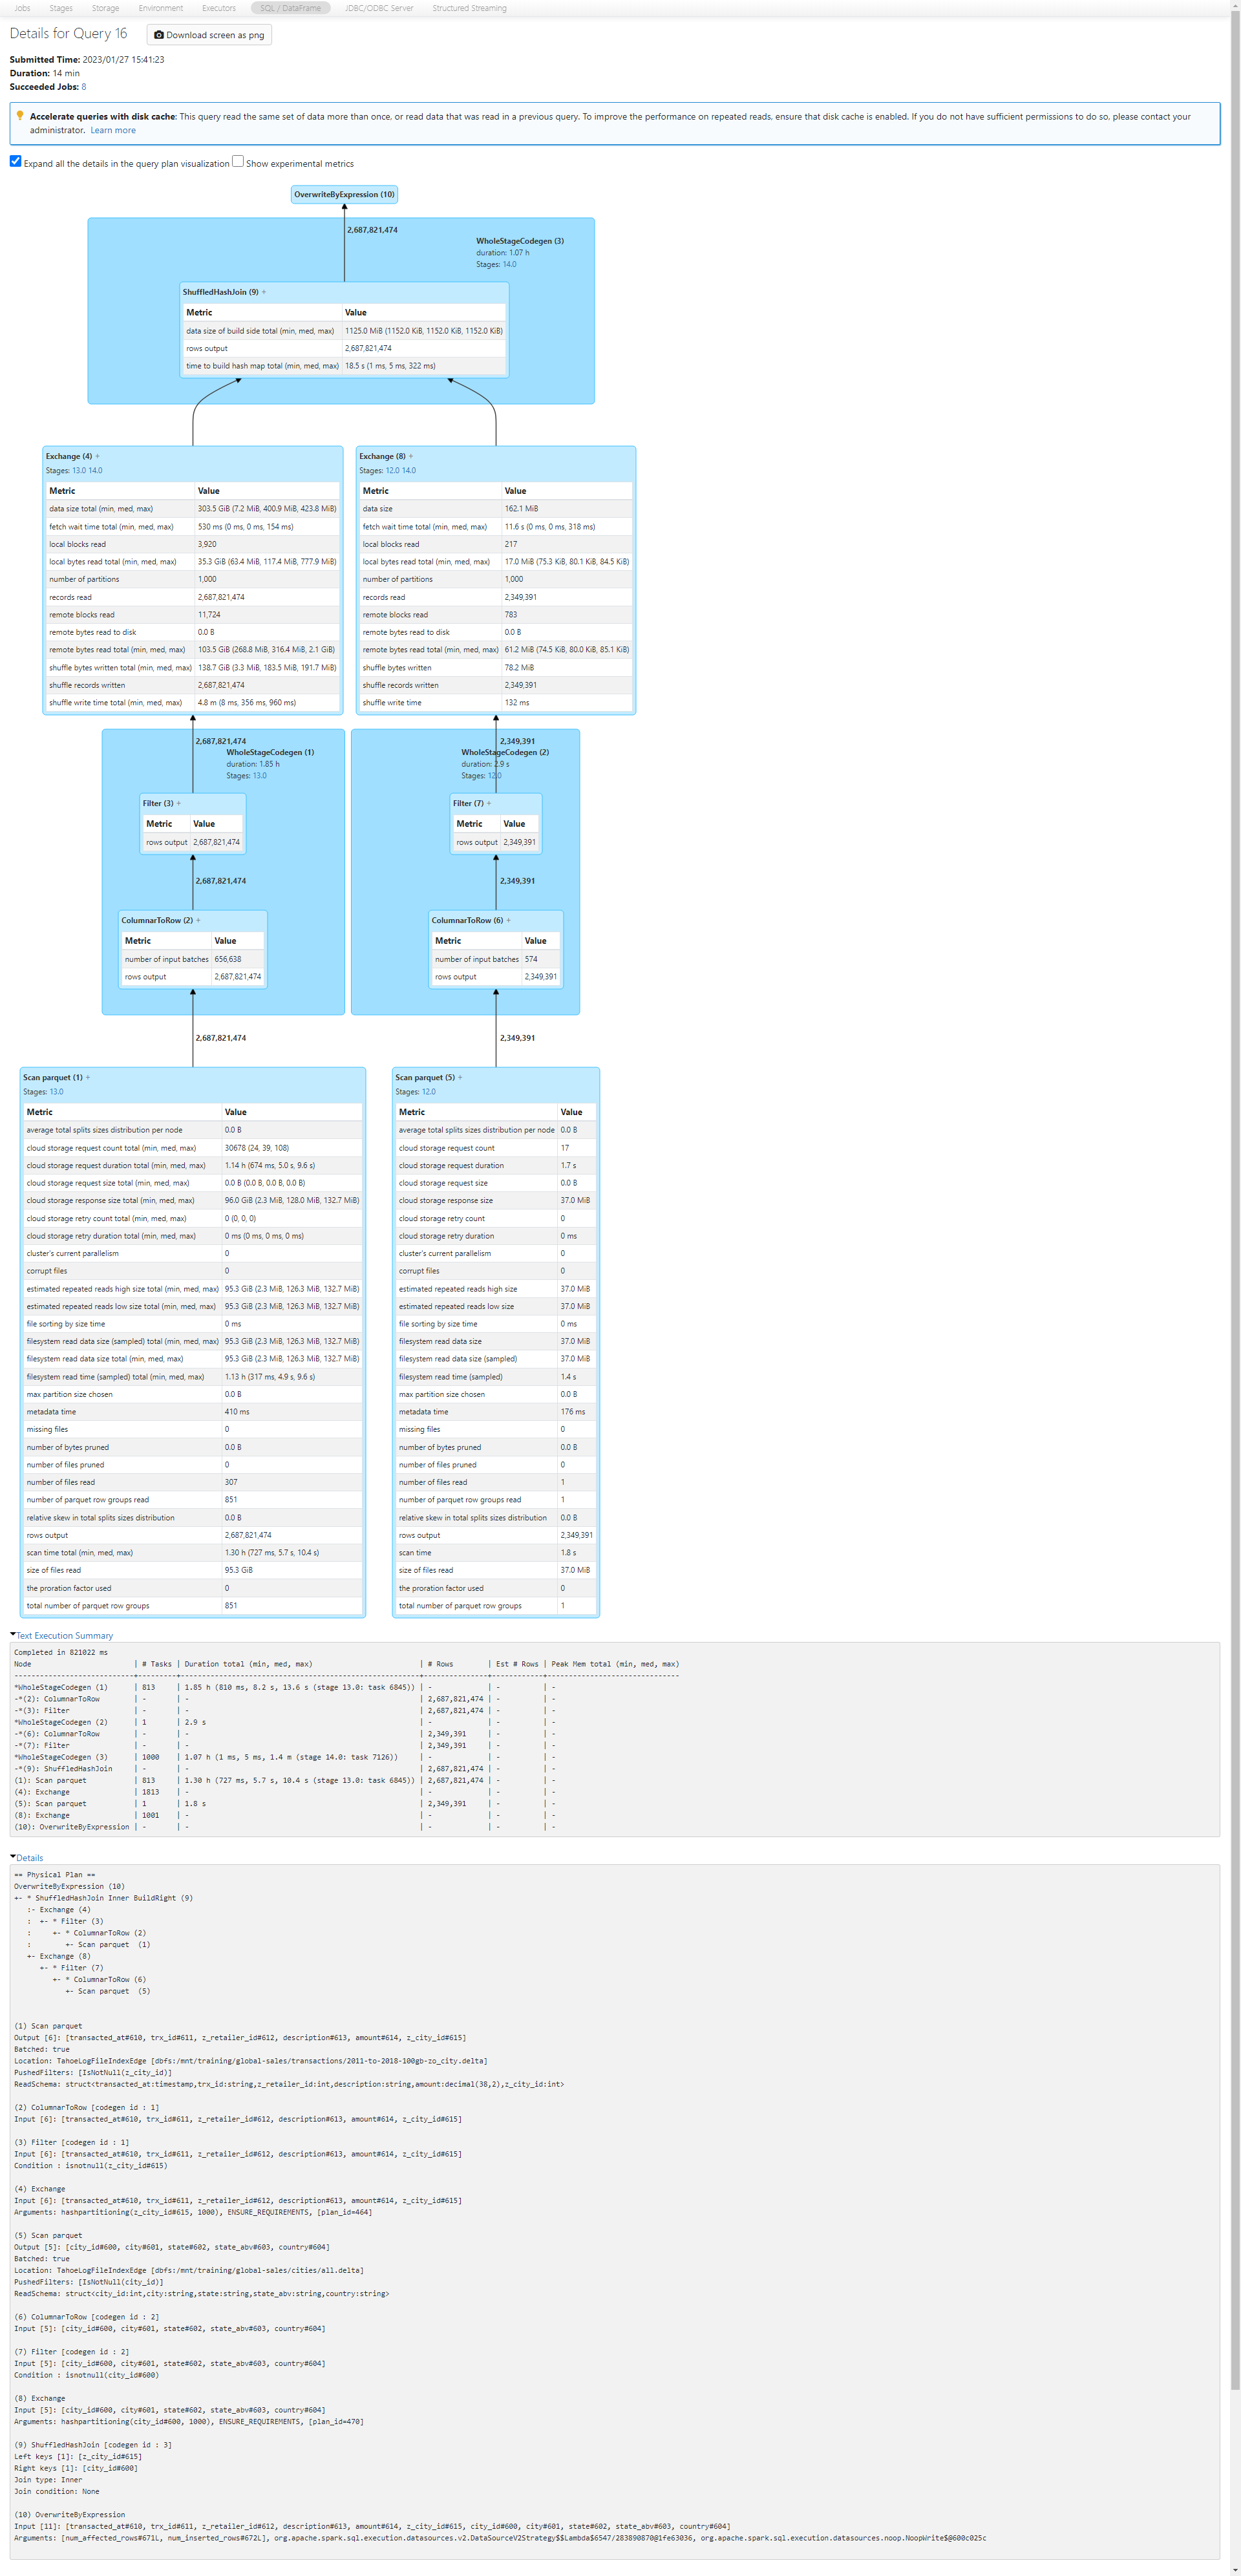 Jobs Stages Storage Environment Executors SQL / DataFrame JDBC/ODBC Server Structured Streaming
Details for Query 16 Download screen as png
Submitted Time: 2023/01/27 15:41:23
Duration: 14 min
Succeeded Jobs: 8
Accelerate queries with disk cache: This query read the same set of data more than once, or read data that was read in a previous query. To improve the performance on repeated reads, ensure that disk cache is enabled. If you do not have sufficient permissions to do so, please contact your
administrator. Learn more
Expand all the details in the query plan visualization Show experimental metrics
OverwriteByExpression (10)
2,687,821,474
WholeStageCodegen (3)
duration: 1.07 h
Stages: 14.0
ShuffledHashJoin (9) +
Metric Value
data size of build side total (min, med, max) 1125.0 MiB (1152.0 KiB, 1152.0 KiB, 1152.0 KiB)
rows output 2,687,821,474
time to build hash map total (min, med, max) 18.5 s (1 ms, 5 ms, 322 ms)
Exchange (4) +
Stages: 13.0 14.0
Metric Value
data size total (min, med, max) 303.5 GiB (7.2 MiB, 400.9 MiB, 423.8 MiB)
fetch wait time total (min, med, max) 530 ms (0 ms, 0 ms, 154 ms)
local blocks read 3,920
local bytes read total (min, med, max) 35.3 GiB (63.4 MiB, 117.4 MiB, 777.9 MiB)
number of partitions 1,000
records read 2,687,821,474
remote blocks read 11,724
remote bytes read to disk 0.0 B
remote bytes read total (min, med, max) 103.5 GiB (268.8 MiB, 316.4 MiB, 2.1 GiB)
shuffle bytes written total (min, med, max) 138.7 GiB (3.3 MiB, 183.5 MiB, 191.7 MiB)
shuffle records written 2,687,821,474
shuffle write time total (min, med, max) 4.8 m (8 ms, 356 ms, 960 ms)
Exchange (8) +
Stages: 12.0 14.0
Metric Value
data size 162.1 MiB
fetch wait time total (min, med, max) 11.6 s (0 ms, 0 ms, 318 ms)
local blocks read 217
local bytes read total (min, med, max) 17.0 MiB (75.3 KiB, 80.1 KiB, 84.5 KiB)
number of partitions 1,000
records read 2,349,391
remote blocks read 783
remote bytes read to disk 0.0 B
remote bytes read total (min, med, max) 61.2 MiB (74.5 KiB, 80.0 KiB, 85.1 KiB)
shuffle bytes written 78.2 MiB
shuffle records written 2,349,391
shuffle write time 132 ms
2,687,821,474
WholeStageCodegen (1)
duration: 1.85 h
Stages: 13.0
Filter (3) +
Metric Value
rows output 2,687,821,474
2,687,821,474
ColumnarToRow (2) +
Metric Value
number of input batches 656,638
rows output 2,687,821,474
2,687,821,474
2,349,391
WholeStageCodegen (2)
duration: 2.9 s
Stages: 12.0
Filter (7) +
Metric Value
rows output 2,349,391
2,349,391
ColumnarToRow (6) +
Metric Value
number of input batches 574
rows output 2,349,391
2,349,391
Scan parquet (1) +
Stages: 13.0
Metric Value
average total splits sizes distribution per node 0.0 B
cloud storage request count total (min, med, max) 30678 (24, 39, 108)
cloud storage request duration total (min, med, max) 1.14 h (674 ms, 5.0 s, 9.6 s)
cloud storage request size total (min, med, max) 0.0 B (0.0 B, 0.0 B, 0.0 B)
cloud storage response size total (min, med, max) 96.0 GiB (2.3 MiB, 128.0 MiB, 132.7 MiB)
cloud storage retry count total (min, med, max) 0 (0, 0, 0)
cloud storage retry duration total (min, med, max) 0 ms (0 ms, 0 ms, 0 ms)
cluster's current parallelism 0
corrupt files 0
estimated repeated reads high size total (min, med, max) 95.3 GiB (2.3 MiB, 126.3 MiB, 132.7 MiB)
estimated repeated reads low size total (min, med, max) 95.3 GiB (2.3 MiB, 126.3 MiB, 132.7 MiB)
file sorting by size time 0 ms
filesystem read data size (sampled) total (min, med, max) 95.3 GiB (2.3 MiB, 126.3 MiB, 132.7 MiB)
filesystem read data size total (min, med, max) 95.3 GiB (2.3 MiB, 126.3 MiB, 132.7 MiB)
filesystem read time (sampled) total (min, med, max) 1.13 h (317 ms, 4.9 s, 9.6 s)
max partition size chosen 0.0 B
metadata time 410 ms
missing files 0
number of bytes pruned 0.0 B
number of files pruned 0
number of files read 307
number of parquet row groups read 851
relative skew in total splits sizes distribution 0.0 B
rows output 2,687,821,474
scan time total (min, med, max) 1.30 h (727 ms, 5.7 s, 10.4 s)
size of files read 95.3 GiB
the proration factor used 0
total number of parquet row groups 851
Scan parquet (5) +
Stages: 12.0
Metric Value
average total splits sizes distribution per node 0.0 B
cloud storage request count 17
cloud storage request duration 1.7 s
cloud storage request size 0.0 B
cloud storage response size 37.0 MiB
cloud storage retry count 0
cloud storage retry duration 0 ms
cluster's current parallelism 0
corrupt files 0
estimated repeated reads high size 37.0 MiB
estimated repeated reads low size 37.0 MiB
file sorting by size time 0 ms
filesystem read data size 37.0 MiB
filesystem read data size (sampled) 37.0 MiB
filesystem read time (sampled) 1.4 s
max partition size chosen 0.0 B
metadata time 176 ms
missing files 0
number of bytes pruned 0.0 B
number of files pruned 0
number of files read 1
number of parquet row groups read 1
relative skew in total splits sizes distribution 0.0 B
rows output 2,349,391
scan time 1.8 s
size of files read 37.0 MiB
the proration factor used 0
total number of parquet row groups 1
Text Execution Summary
Completed in 821022 ms
Node | # Tasks | Duration total (min, med, max) | # Rows | Est # Rows | Peak Mem total (min, med, max)
*WholeStageCodegen (1) | 813 | 1.85 h (810 ms, 8.2 s, 13.6 s (stage 13.0: task 6845)) | - | - | -
-*(2): ColumnarToRow | - | - | 2,687,821,474 | - | -
-*(3): Filter | - | - | 2,687,821,474 | - | -
*WholeStageCodegen (2) | 1 | 2.9 s | - | - | -
-*(6): ColumnarToRow | - | - | 2,349,391 | - | -
-*(7): Filter | - | - | 2,349,391 | - | -
*WholeStageCodegen (3) | 1000 | 1.07 h (1 ms, 5 ms, 1.4 m (stage 14.0: task 7126)) | - | - | -
-*(9): ShuffledHashJoin | - | - | 2,687,821,474 | - | -
(1): Scan parquet | 813 | 1.30 h (727 ms, 5.7 s, 10.4 s (stage 13.0: task 6845)) | 2,687,821,474 | - | -
(4): Exchange | 1813 | - | - | - | -
(5): Scan parquet | 1 | 1.8 s | 2,349,391 | - | -
(8): Exchange | 1001 | - | - | - | -
(10): OverwriteByExpression | - | - | - | - | -
Details
== Physical Plan ==
OverwriteByExpression (10)
+- * ShuffledHashJoin Inner BuildRight (9)
:- Exchange (4)
: +- * Filter (3)
: +- * ColumnarToRow (2)
: +- Scan parquet (1)
+- Exchange (8)
+- * Filter (7)
+- * ColumnarToRow (6)
+- Scan parquet (5)
(1) Scan parquet
Output [6]: [transacted_at#610, trx_id#611, z_retailer_id#612, description#613, amount#614, z_city_id#615]
Batched: true
Location: TahoeLogFileIndexEdge [dbfs:/mnt/training/global-sales/transactions/2011-to-2018-100gb-zo_city.delta]
PushedFilters: [IsNotNull(z_city_id)]
ReadSchema: struct<transacted_at:timestamp,trx_id:string,z_retailer_id:int,description:string,amount:decimal(38,2),z_city_id:int>
(2) ColumnarToRow [codegen id : 1]
Input [6]: [transacted_at#610, trx_id#611, z_retailer_id#612, description#613, amount#614, z_city_id#615]
(3) Filter [codegen id : 1]
Input [6]: [transacted_at#610, trx_id#611, z_retailer_id#612, description#613, amount#614, z_city_id#615]
Condition : isnotnull(z_city_id#615)
(4) Exchange
Input [6]: [transacted_at#610, trx_id#611, z_retailer_id#612, description#613, amount#614, z_city_id#615]
Arguments: hashpartitioning(z_city_id#615, 1000), ENSURE_REQUIREMENTS, [plan_id=464]
(5) Scan parquet
Output [5]: [city_id#600, city#601, state#602, state_abv#603, country#604]
Batched: true
Location: TahoeLogFileIndexEdge [dbfs:/mnt/training/global-sales/cities/all.delta]
PushedFilters: [IsNotNull(city_id)]
ReadSchema: struct<city_id:int,city:string,state:string,state_abv:string,country:string>
(6) ColumnarToRow [codegen id : 2]
Input [5]: [city_id#600, city#601, state#602, state_abv#603, country#604]
(7) Filter [codegen id : 2]
Input [5]: [city_id#600, city#601, state#602, state_abv#603, country#604]
Condition : isnotnull(city_id#600)
(8) Exchange
Input [5]: [city_id#600, city#601, state#602, state_abv#603, country#604]
Arguments: hashpartitioning(city_id#600, 1000), ENSURE_REQUIREMENTS, [plan_id=470]
(9) ShuffledHashJoin [codegen id : 3]
Left keys [1]: [z_city_id#615]
Right keys [1]: [city_id#600]
Join type: Inner
Join condition: None
(10) OverwriteByExpression
Input [11]: [transacted_at#610, trx_id#611, z_retailer_id#612, description#613, amount#614, z_city_id#615, city_id#600, city#601, state#602, state_abv#603, country#604]
Arguments: [num_affected_rows#671L, num_inserted_rows#672L], org.apache.spark.sql.execution.datasources.v2.DataSourceV2Strategy$$Lambda$6547/283890870@1fe63036, org.apache.spark.sql.execution.datasources.noop.NoopWrite$@600c025c